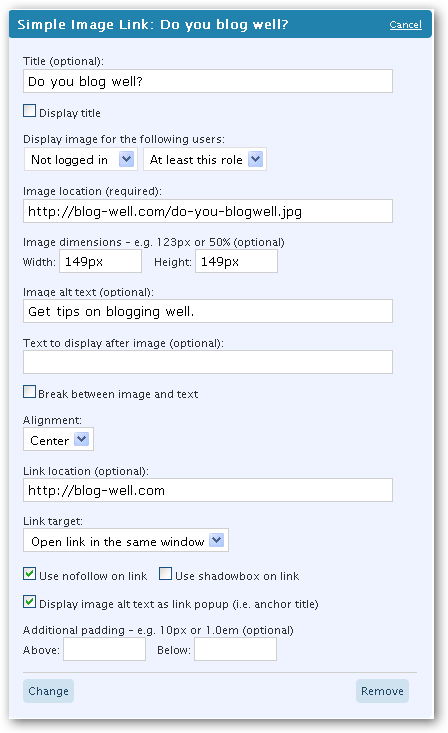 Simple Image Link: Do you blog well? Cancel
Title (optional):
Do you blog well?
Display title
Display image for the following users:
Not logged in At least this role
Image location (required):
http://blog-well.com/do-you-blogwell.jpg
Image dimensions – e.g. 123px or 50% (optional)
Width: 149px Height: 149px
Image alt text (optional):
Get tips on blogging well.
Text to display after image (optional):
Break between image and text
Alignment:
Center
Link location (optional):
http://blog-well.com
Link target:
Open link in the same window
Use nofollow on link Use shadowbox on link
Display image alt text as link popup (i.e. anchor title)
Additional padding – e.g. 10px or 1.0em (optional)
Above: Below:
Change Remove